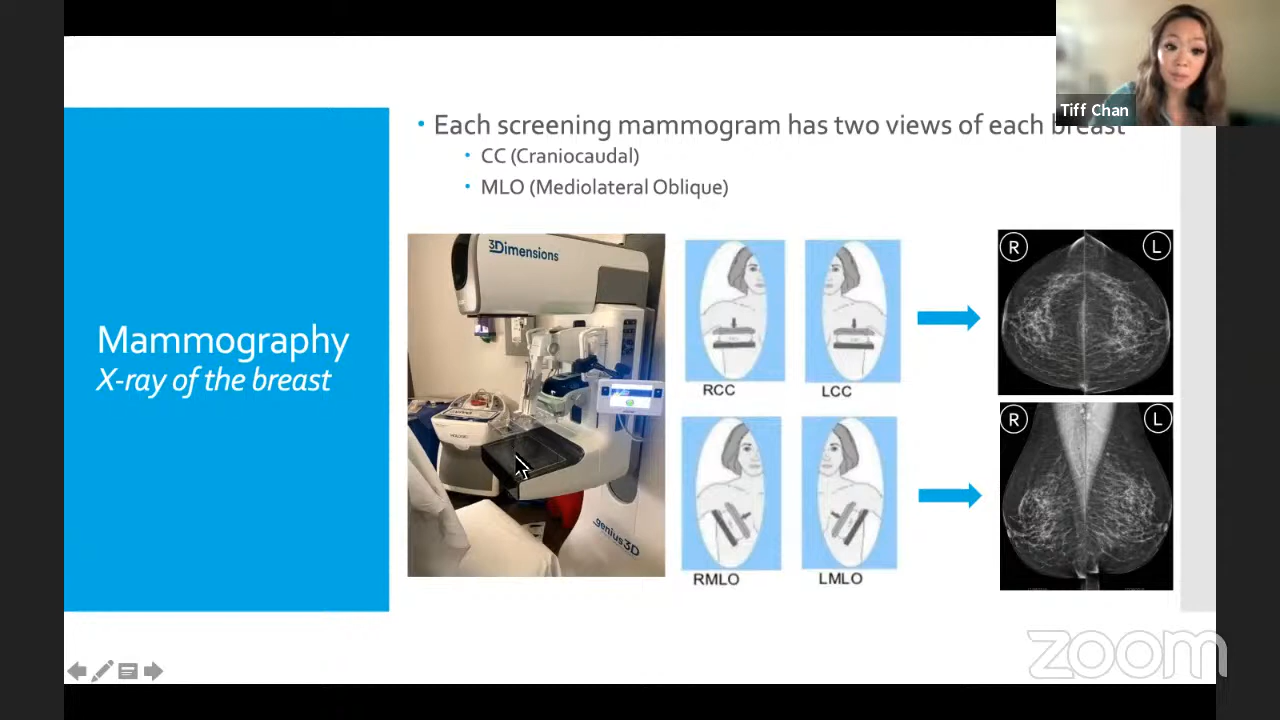 Tiff Chan
Each screening mammogram has two views of each breast
CC (Craniocaudal)
MLO (Mediolateral Oblique)
Mammography
X-ray of the breast
3Dimensions
genius3D
RCC
LCC
RMLO
LMLO
R
L
R
L
zoom